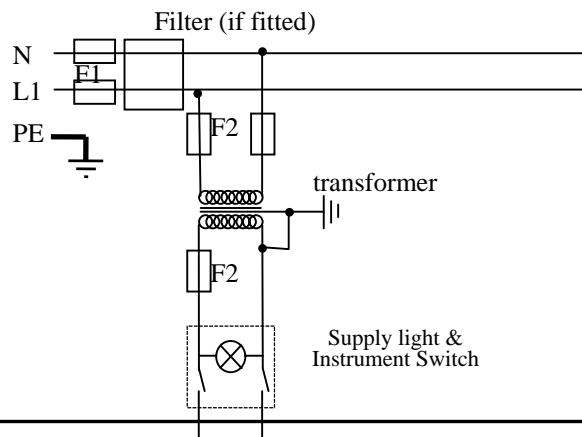 Filter (if fitted)
N
F1
L1
F2
PE
transformer
F2
Supply light &
Instrument Switch